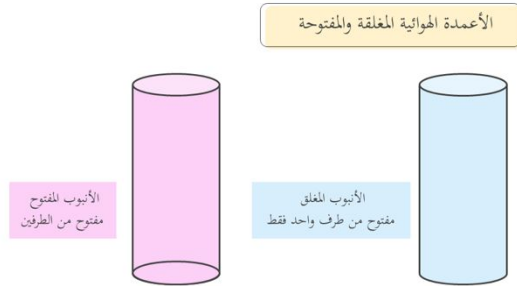 الأعمدة الهوائية المغلقة والمفتوحة
الأنبوب المغلق
مفتوح من طرف واحد فقط
الأنبوب المفتوح
مفتوح من الطرفين